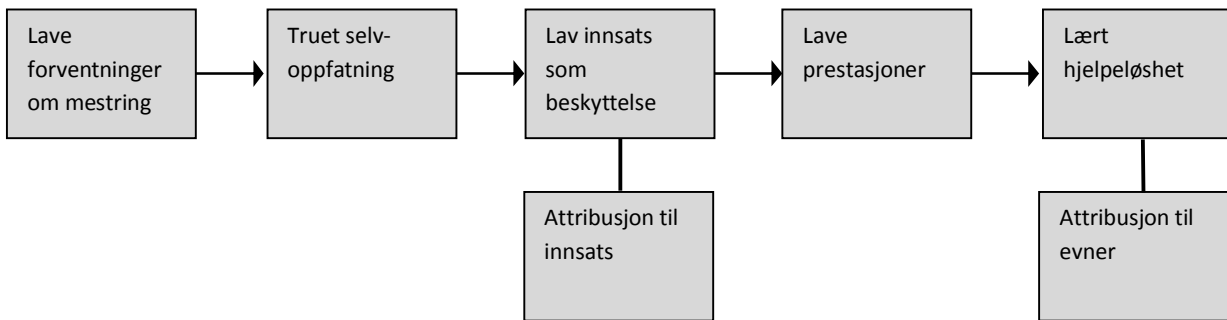 Lave
forventninger
om mestring
Truet selv-
oppfatning
Lav innsats
som
beskyttelse
Lave
prestasjoner
Lært
hjelpeløshet
Attribusjon til
innsats
Attribusjon til
evner